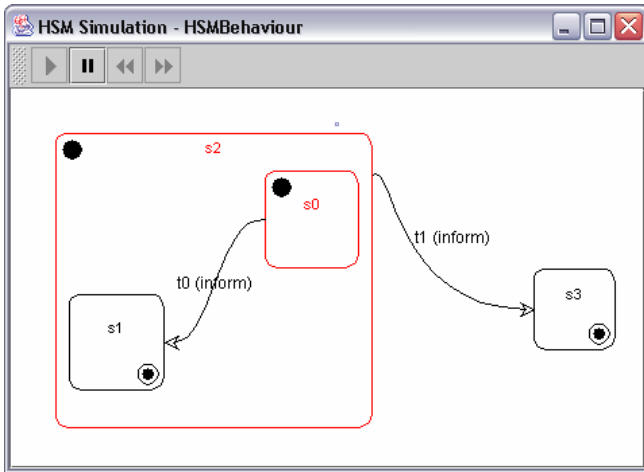 HSM Simulation - HSMBehaviour
s2
s0
t1 (inform)
t0 (inform)
s3
s1